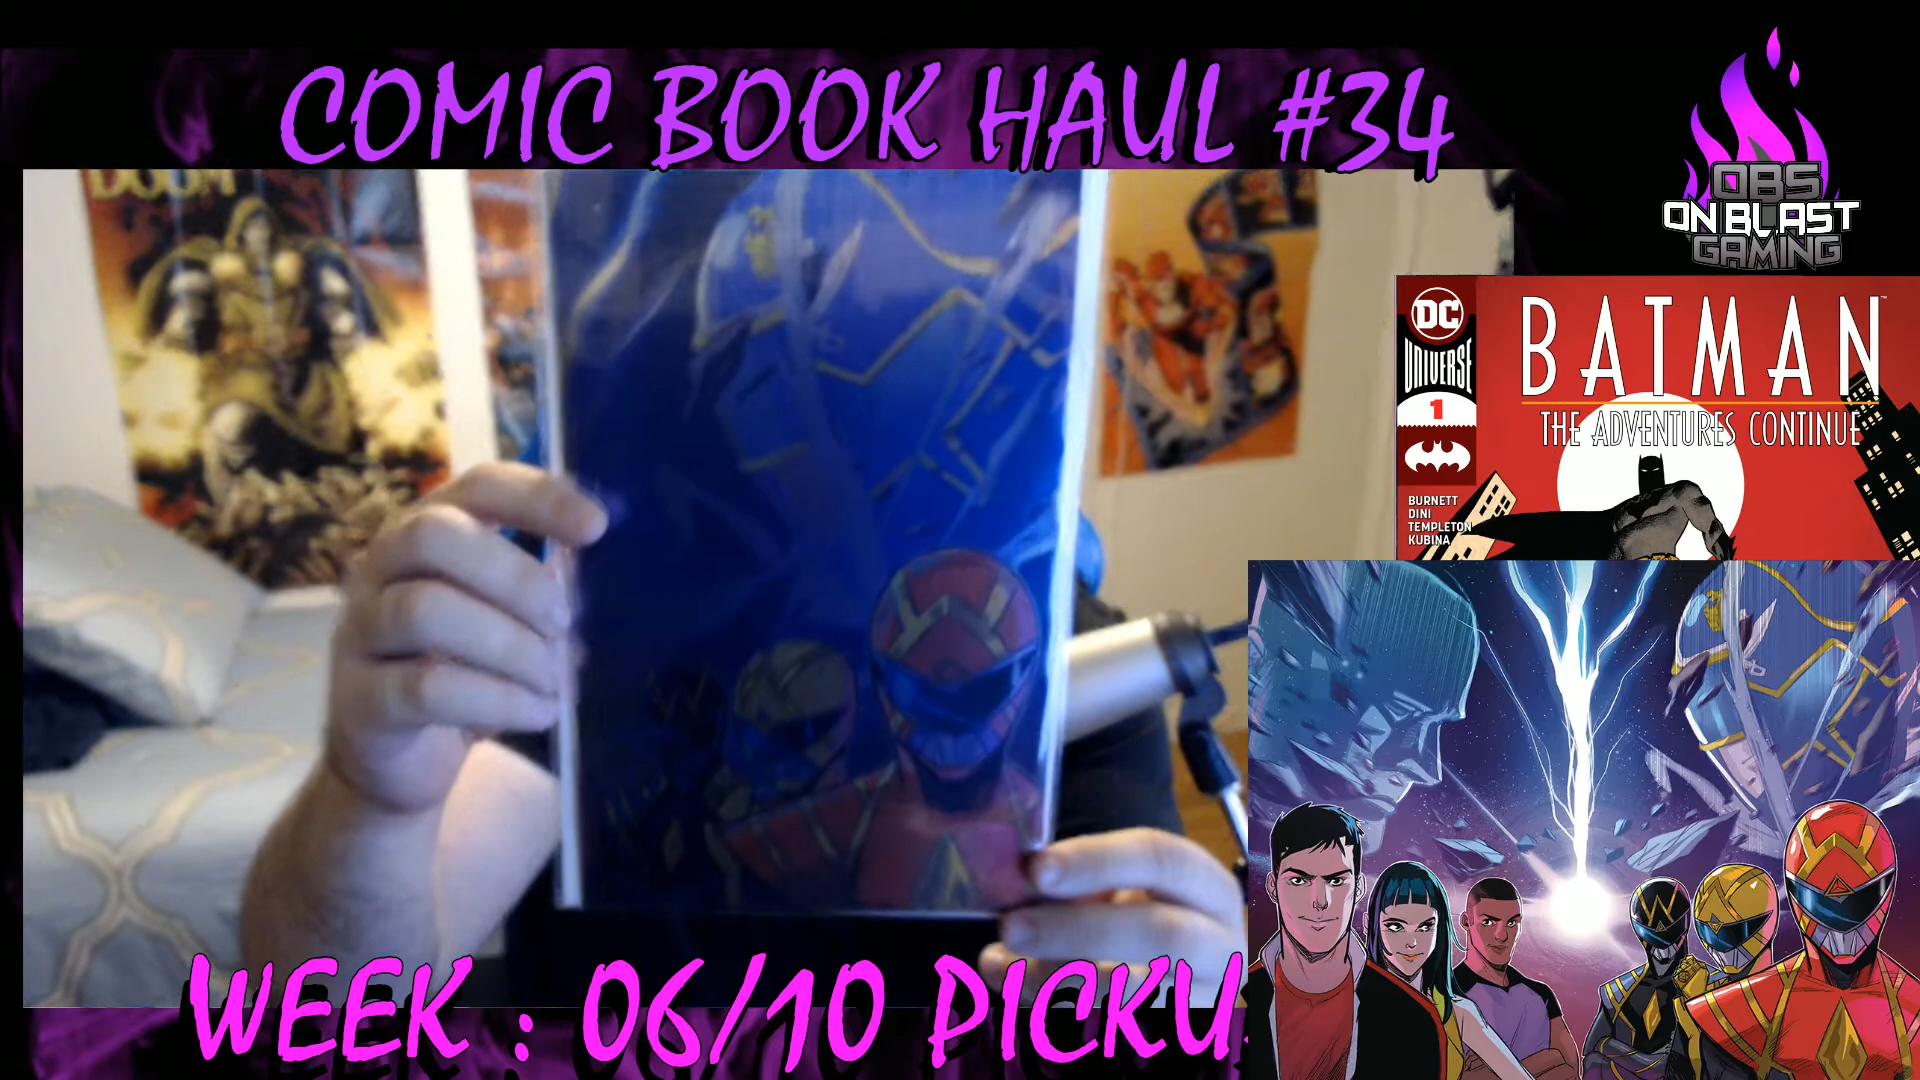 COMIC BOOK HAUL #34
OBS
ON BLAST
GAMING
DOOM
DC
UNIVERSE
1
BATMAN
THE ADVENTURES CONTINUE
BURNETT
DINI
TEMPLETON
KUBINA
WEEK : 06/10 PICKU